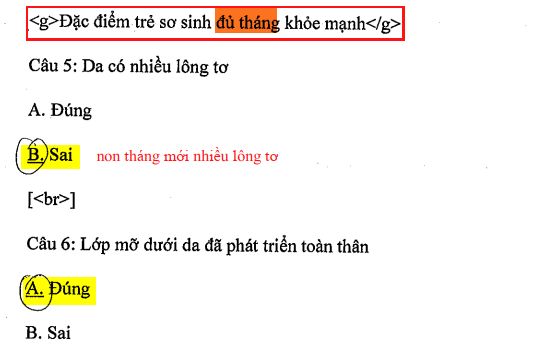 <g>Đặc điểm trẻ sơ sinh đủ tháng khỏe mạnh</g>
Câu 5: Da có nhiều lông tơ
A. Đúng
B. Sai non tháng mới nhiều lông tơ
[<br>]
Câu 6: Lớp mỡ dưới da đã phát triển toàn thân
A. Đúng
B. Sai